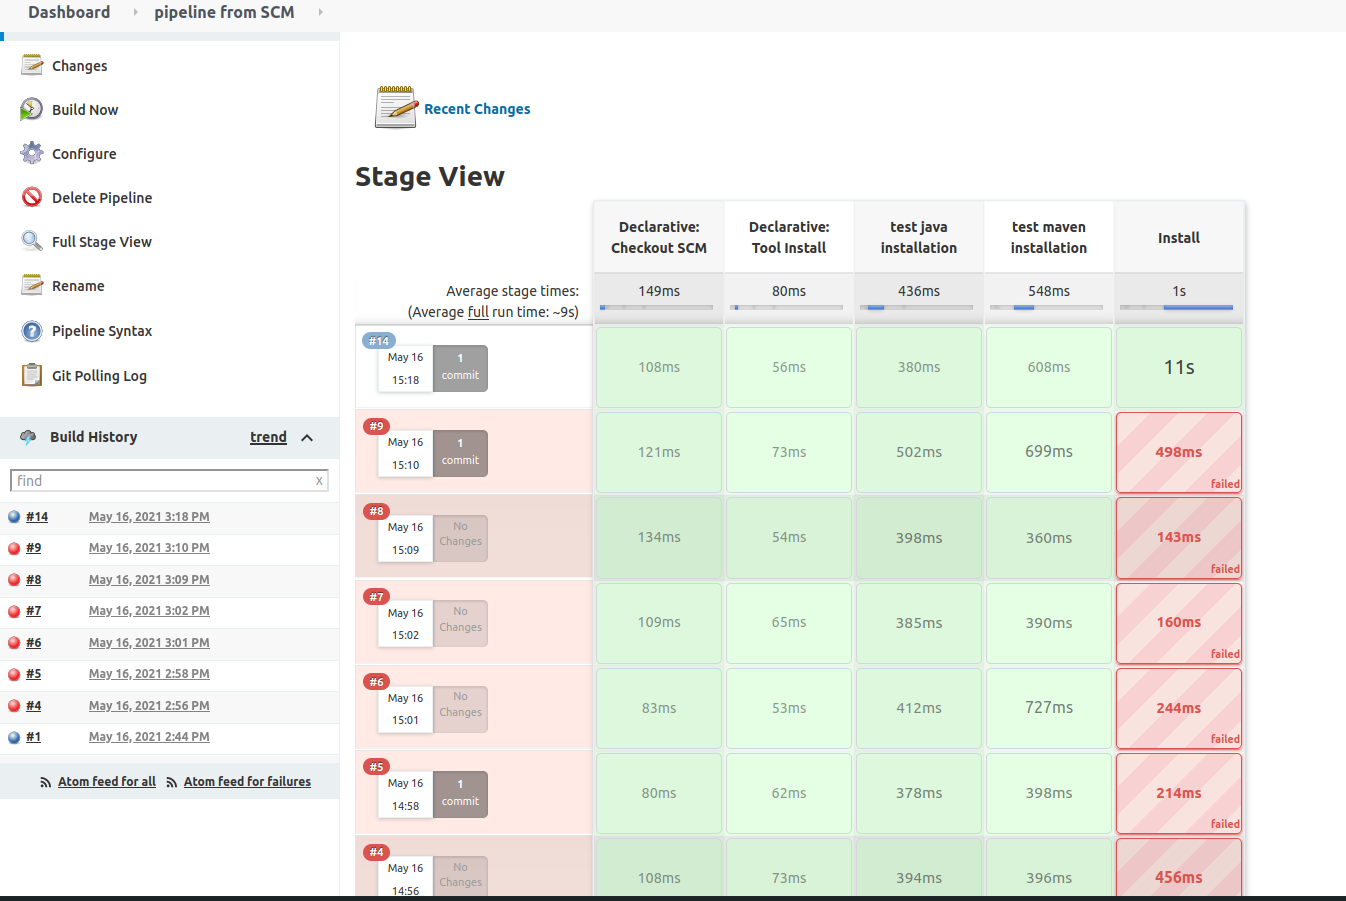 Dashboard
pipeline from SCM
Changes
Build Now
Configure
Delete Pipeline
Full Stage View
Rename
Pipeline Syntax
Git Polling Log
Build History
trend
find
x
#14 May 16, 2021 3:18 PM
#9 May 16, 2021 3:10 PM
#8 May 16, 2021 3:09 PM
#7 May 16, 2021 3:02 PM
#6 May 16, 2021 3:01 PM
#5 May 16, 2021 2:58 PM
#4 May 16, 2021 2:56 PM
#1 May 16, 2021 2:44 PM
Atom feed for all Atom feed for failures
Recent Changes
Stage View
Declarative:
Checkout SCM
Declarative:
Tool Install
test java
installation
test maven
installation
Install
Average stage times:
(Average full run time: ~9s)
149ms
80ms
436ms
548ms
1s
#14
May 16
15:18
1
commit
108ms
56ms
380ms
608ms
11s
#9
May 16
15:10
1
commit
121ms
73ms
502ms
699ms
498ms
failed
#8
May 16
15:09
No
Changes
134ms
54ms
398ms
360ms
143ms
failed
#7
May 16
15:02
No
Changes
109ms
65ms
385ms
390ms
160ms
failed
#6
May 16
15:01
No
Changes
83ms
53ms
412ms
727ms
244ms
failed
#5
May 16
14:58
1
commit
80ms
62ms
378ms
398ms
214ms
failed
#4
May 16
14:56
No
Changes
108ms
73ms
394ms
396ms
456ms